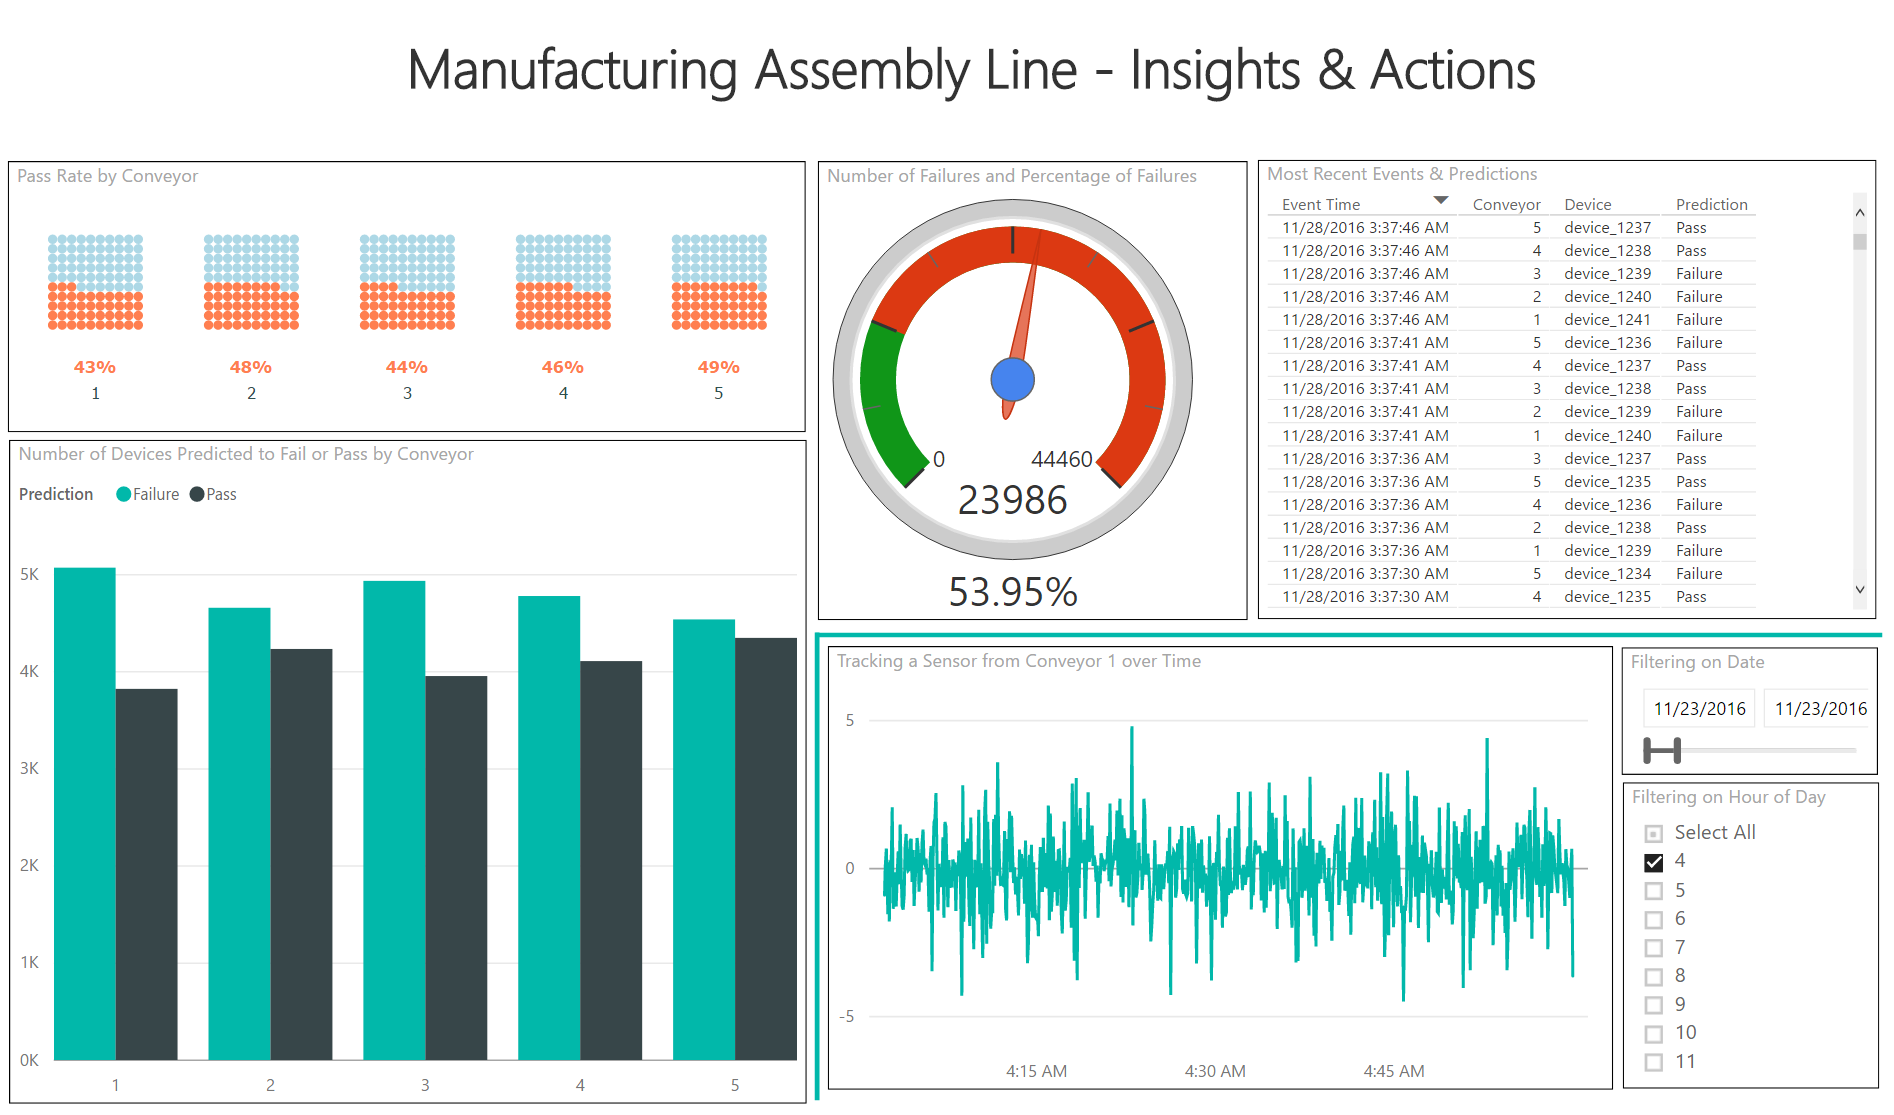 Manufacturing Assembly Line - Insights & Actions
Pass Rate by Conveyor
43% 48% 44% 46% 49%
1 2 3 4 5
Number of Devices Predicted to Fail or Pass by Conveyor
Prediction Failure Pass
5K
4K
3K
2K
1K
0K
1 2 3 4 5
Number of Failures and Percentage of Failures
0 44460
23986
53.95%
Most Recent Events & Predictions
Event Time Conveyor Device Prediction
11/28/2016 3:37:46 AM 5 device_1237 Pass
11/28/2016 3:37:46 AM 4 device_1238 Pass
11/28/2016 3:37:46 AM 3 device_1239 Failure
11/28/2016 3:37:46 AM 2 device_1240 Failure
11/28/2016 3:37:46 AM 1 device_1241 Failure
11/28/2016 3:37:41 AM 5 device_1236 Failure
11/28/2016 3:37:41 AM 4 device_1237 Pass
11/28/2016 3:37:41 AM 3 device_1238 Pass
11/28/2016 3:37:41 AM 2 device_1239 Failure
11/28/2016 3:37:41 AM 1 device_1240 Failure
11/28/2016 3:37:36 AM 3 device_1237 Pass
11/28/2016 3:37:36 AM 5 device_1235 Pass
11/28/2016 3:37:36 AM 4 device_1236 Failure
11/28/2016 3:37:36 AM 2 device_1238 Pass
11/28/2016 3:37:36 AM 1 device_1239 Failure
11/28/2016 3:37:30 AM 5 device_1234 Failure
11/28/2016 3:37:30 AM 4 device_1235 Pass
Tracking a Sensor from Conveyor 1 over Time
5
0
-5
4:15 AM 4:30 AM 4:45 AM
Filtering on Date
11/23/2016 11/23/2016
Filtering on Hour of Day
Select All
4
5
6
7
8
9
10
11